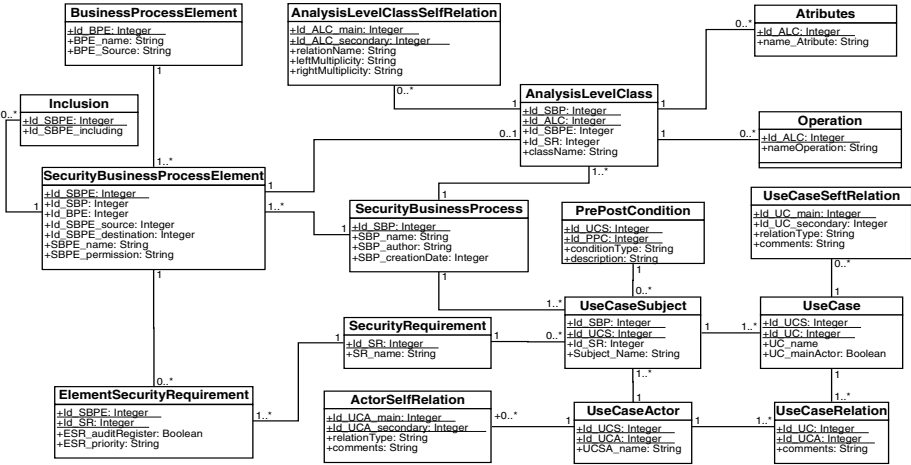 BusinessProcessElement
+Id_BPE: Integer
+BPE_name: String
+BPE_Source: String
1
AnalysisLevelClassSelfRelation
+Id_ALC_main: Integer
+Id_ALC_secondary: Integer
+relationName: String
+leftMultiplicity: String
+rightMultiplicity: String
0..*
Atributes
+Id_ALC: Integer
+name_Atribute: String
0..*
Inclusion
+Id_SBPE: Integer
+Id_SBPE_including
0..*
1
AnalysisLevelClass
+Id_SBP: Integer
+Id_ALC: Integer
+Id_SBPE: Integer
+Id_SR: Integer
+className: String
1
1
1
0..1
1..*
Operation
+Id_ALC: Integer
+nameOperation: String
0..*
SecurityBusinessProcessElement
+Id_SBPE: Integer
+Id_SBP: Integer
+Id_BPE: Integer
+Id_SBPE_source: Integer
+Id_SBPE_destination: Integer
+SBPE_name: String
+SBPE_permission: String
1..*
1
1..*
1
SecurityBusinessProcess
+Id_SBP: Integer
+SBP_name: String
+SBP_author: String
+SBP_creationDate: Integer
1
1
1
PrePostCondition
+Id_UCS: Integer
+Id_PPC: Integer
+conditionType: String
+description: String
1
0..*
UseCaseSeftRelation
+Id_UC_main: Integer
+Id_UC_secondary: Integer
+relationType: String
+comments: String
0..*
1
UseCaseSubject
+Id_SBP: Integer
+Id_UCS: Integer
+Id_SR: Integer
+Subject_Name: String
1..*
0..*
1
1..*
1..*
UseCase
+Id_UCS: Integer
+Id_UC: Integer
+UC_name
+UC_mainActor: Boolean
1
1..*
SecurityRequirement
+Id_SR: Integer
+SR_name: String
1
1
ElementSecurityRequirement
+Id_SBPE: Integer
+Id_SR: Integer
+ESR_auditRegister: Boolean
+ESR_priority: String
0..*
1..*
ActorSelfRelation
+Id_UCA_main: Integer
+Id_UCA_secondary: Integer
+relationType: String
+comments: String
+0..*
UseCaseActor
+Id_UCS: Integer
+Id_UCA: Integer
+UCSA_name: String
1
1
1
1..*
UseCaseRelation
+Id_UC: Integer
+Id_UCA: Integer
+comments: String